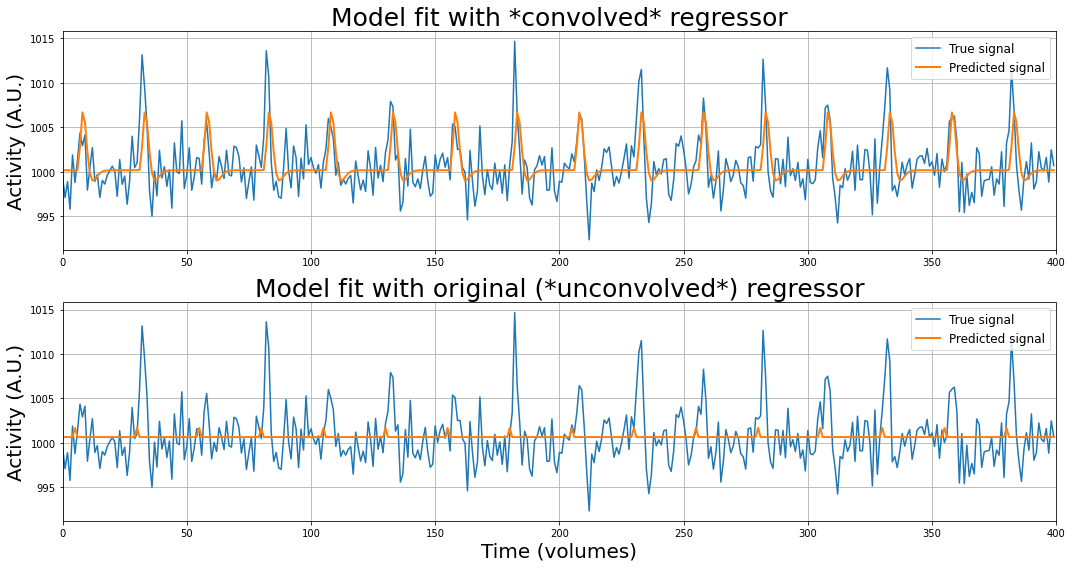 Model fit with *convolved* regressor
Activity (A.U.)
1015
1010
1005
1000
995
True signal
Predicted signal
0 50 100 150 200 250 300 350 400
Model fit with original (*unconvolved*) regressor
Activity (A.U.)
1015
1010
1005
1000
995
True signal
Predicted signal
0 50 100 150 200 250 300 350 400
Time (volumes)